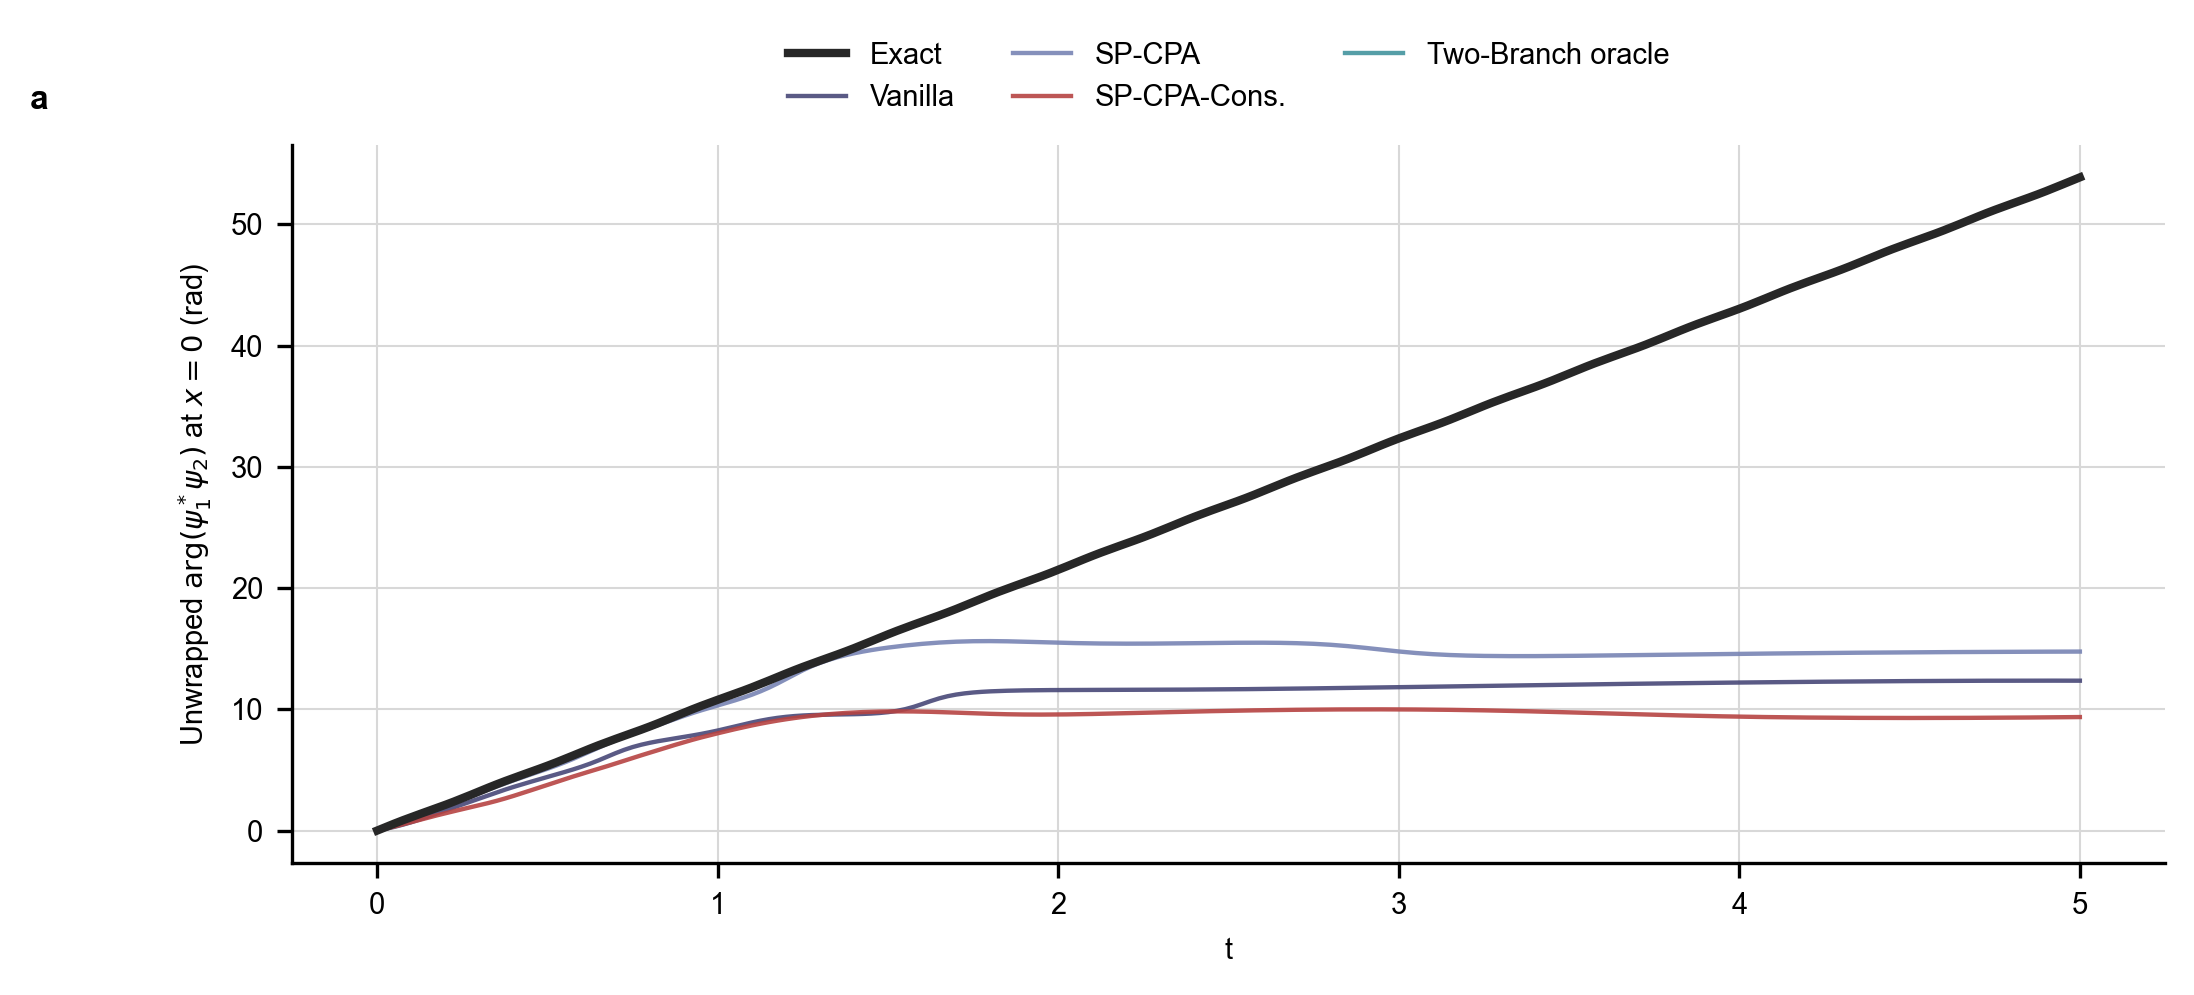 Exact SP-CPA Two-Branch oracle
Vanilla SP-CPA-Cons.
a
Unwrapped arg(ψ₁* ψ₂) at x = 0 (rad)
50
40
30
20
10
0
0 1 2 3 4 5
t